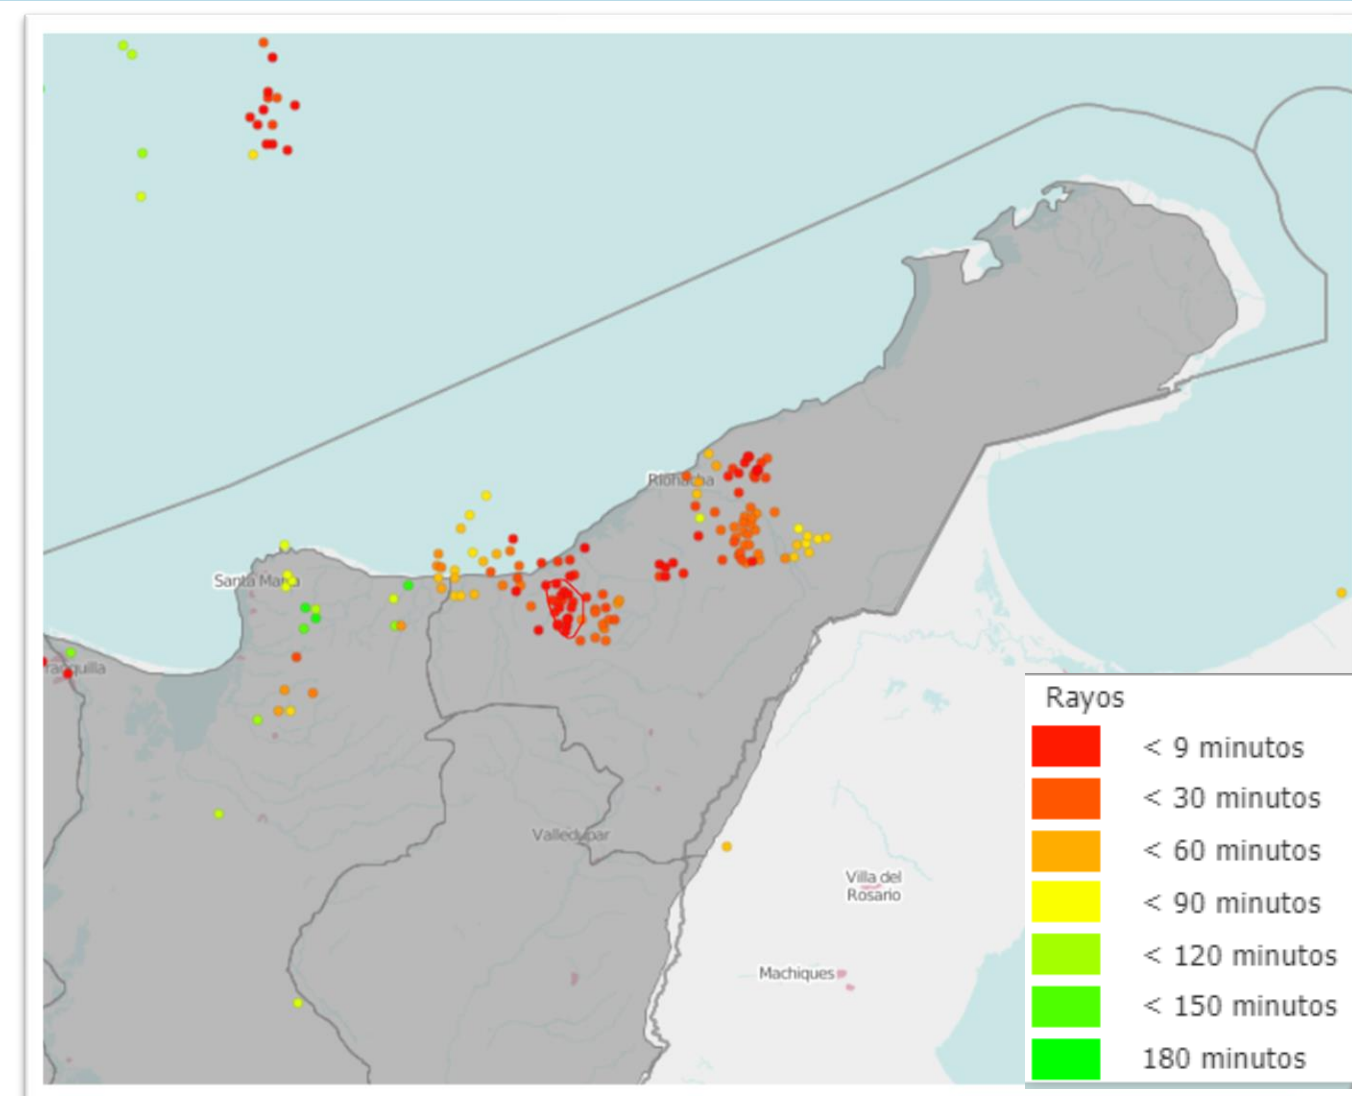 Riohacha
Santa Marta
Valledupar
Villa del
Rosario
Machiques
Rayos
< 9 minutos
< 30 minutos
< 60 minutos
< 90 minutos
< 120 minutos
< 150 minutos
180 minutos